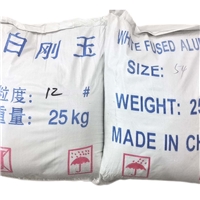 白刚玉
粒度: 12 #
重量: 25kg
WHITE FUSED ALU
SIZE: 54
WEIGHT: 25
MADE IN CH